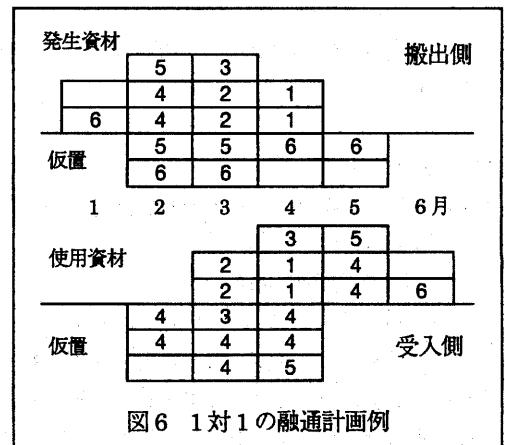 発生資材 搬出側
5 3
4 2 1
6 4 2 1
仮置 5 5 6 6
6 6
1 2 3 4 5 6月
3 5
使用資材 2 1 4
2 1 4 6
4 3 4
仮置 4 4 4 受入側
4 5
図6 1対1の融通計画例